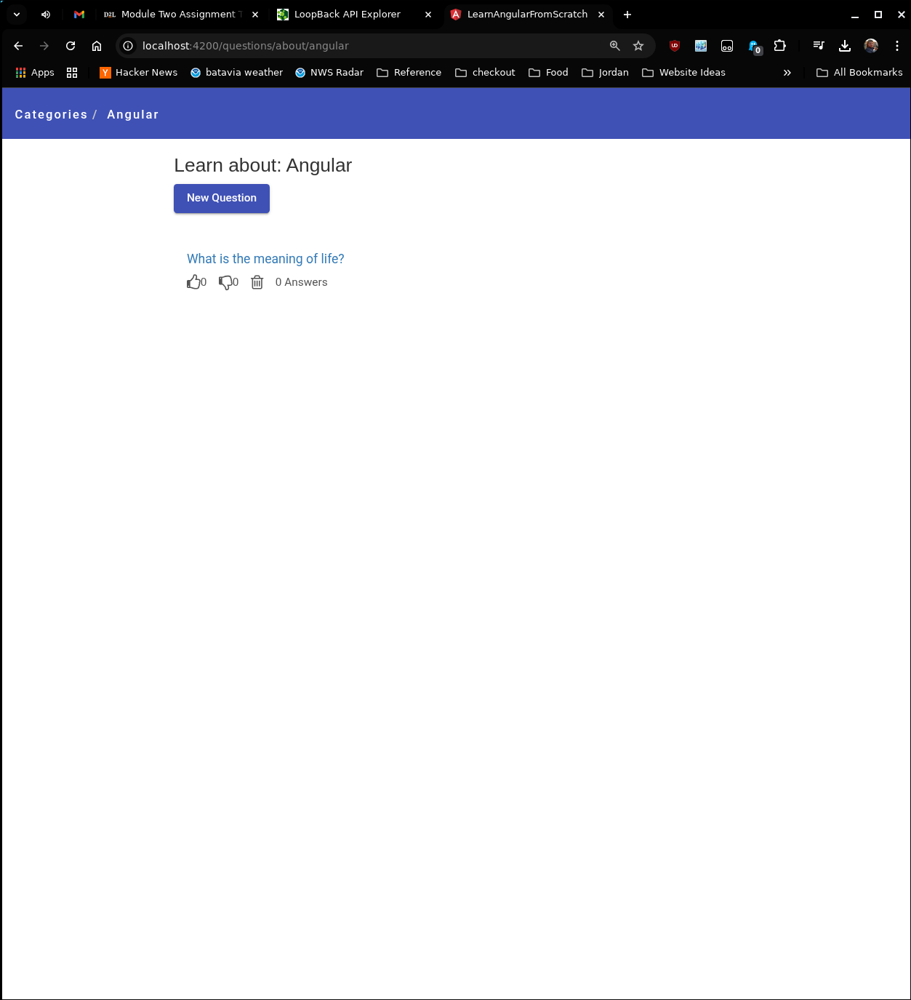 D2L Module Two Assignment T
LoopBack API Explorer
LearnAngularFromScratch
localhost:4200/questions/about/angular
UD
0
Apps
Y Hacker News
batavia weather
NWS Radar
Reference
checkout
Food
Jordan
Website Ideas
All Bookmarks
Categories / Angular
Learn about: Angular
New Question
What is the meaning of life?
0 0 0 Answers